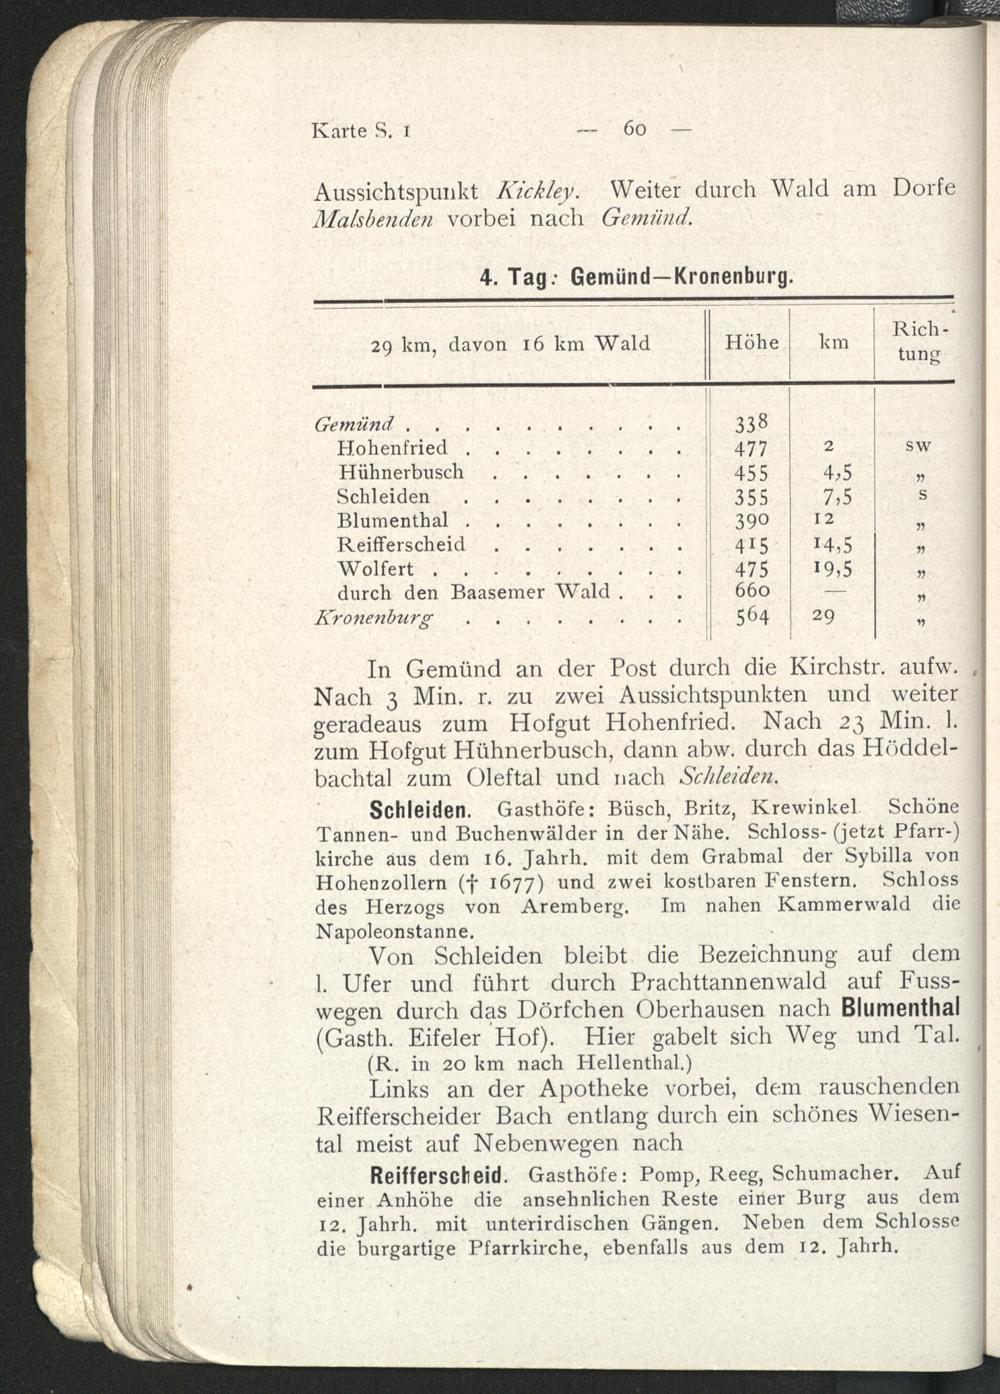 Karte S. 1 — 60 —
Aussichtspunkt Kickley. Weiter durch Wald am Dorfe
Malsbenden vorbei nach Gemünd.
4. Tag: Gemünd—Kronenburg.
29 km, davon 16 km Wald Höhe km Rich-
tung
Gemünd . . . . . . . . . . 338
Hohenfried . . . . . . . . 477 2 SW
Hühnerbusch . . . . . . . 455 4,5 „
Schleiden . . . . . . . . 355 7,5 S
Blumenthal . . . . . . . . 390 12 „
Reifferscheid . . . . . . . 415 14,5 „
Wolfert . . . . . . . . . 475 19,5 „
durch den Baasemer Wald . . . 660 — „
Kronenburg . . . . . . . . 564 29 „
In Gemünd an der Post durch die Kirchstr. aufw.
Nach 3 Min. r. zu zwei Aussichtspunkten und weiter
geradeaus zum Hofgut Hohenfried. Nach 23 Min. l.
zum Hofgut Hühnerbusch, dann abw. durch das Höddel-
bachtal zum Oleftal und nach Schleiden.
Schleiden. Gasthöfe: Büsch, Britz, Krewinkel Schöne
Tannen- und Buchenwälder in der Nähe. Schloss- (jetzt Pfarr-)
kirche aus dem 16. Jahrh. mit dem Grabmal der Sybilla von
Hohenzollern († 1677) und zwei kostbaren Fenstern. Schloss
des Herzogs von Aremberg. Im nahen Kammerwald die
Napoleonstanne.
Von Schleiden bleibt die Bezeichnung auf dem
l. Ufer und führt durch Prachttannenwald auf Fuss-
wegen durch das Dörfchen Oberhausen nach Blumenthal
(Gasth. Eifeler Hof). Hier gabelt sich Weg und Tal.
(R. in 20 km nach Hellenthal.)
Links an der Apotheke vorbei, dem rauschenden
Reifferscheider Bach entlang durch ein schönes Wiesen-
tal meist auf Nebenwegen nach
Reifferscheid. Gasthöfe: Pomp, Reeg, Schumacher. Auf
einer Anhöhe die ansehnlichen Reste einer Burg aus dem
12. Jahrh. mit unterirdischen Gängen. Neben dem Schlosse
die burgartige Pfarrkirche, ebenfalls aus dem 12. Jahrh.